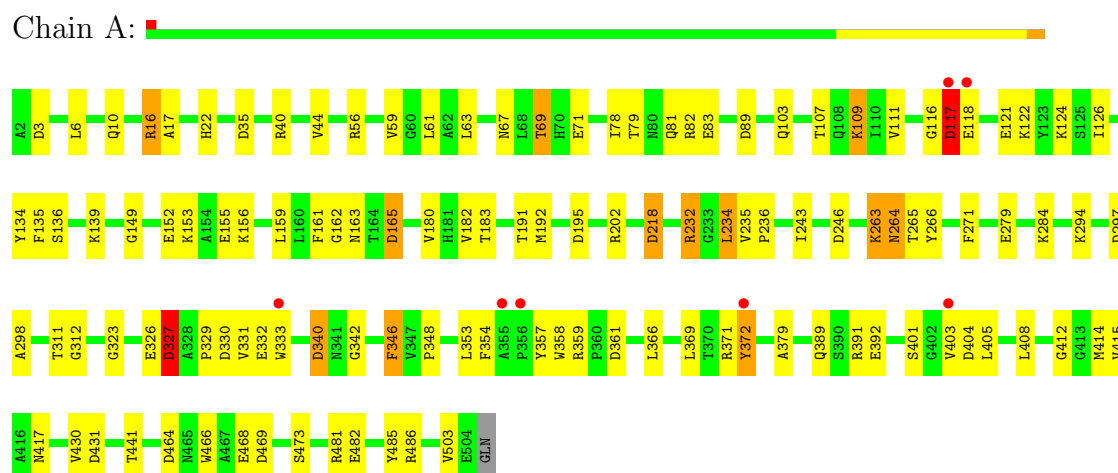 Chain A:
A2 D3 L6 Q10 R16 A17 H22 D35 R40 V44 R56 V59 G60 L61 A62 L63 N67 L68 T69 H70 E71 I78 T79 N80 Q81 R82 E83 D89 Q103 T107 Q108 K109 I110 V111 G116 D117 E118 E121 K122 Y123 K124 S125 I126
Y134 F135 S136 K139 G149 E152 K153 A154 E155 K156 L159 L160 F161 G162 N163 T164 D165 V180 H181 V182 T183 T191 M192 D195 R202 D218 R232 G233 L234 V235 P236 I243 D246 K263 N264 T265 Y266 F271 E279 K284 K294 D297
A298 T311 G312 G323 E326 D327 A328 P329 D330 V331 E332 W333 D340 N341 G342 F346 V347 P348 L353 F354 A355 P356 Y357 W358 R359 P360 D361 L366 L369 T370 R371 Y372 A379 Q389 S390 R391 E392 S401 G402 V403 D404 L405 L408 G412 G413 M414
A416 N417 V430 D431 T441 D464 N465 W466 A467 E468 D469 S473 R481 E482 Y485 R486 V503 E504 GLN